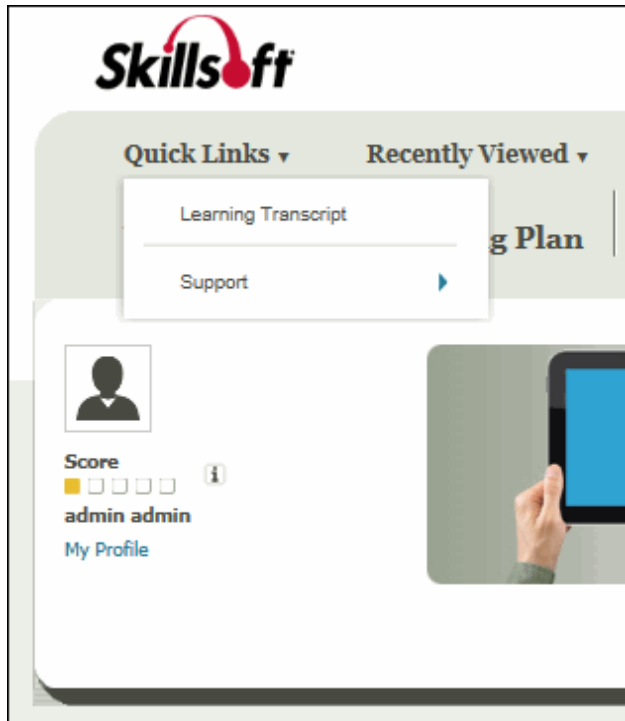 Skillsoft
Quick Links ▾ Recently Viewed ▾
Learning Transcript
g Plan
Support
Score
i
admin admin
My Profile